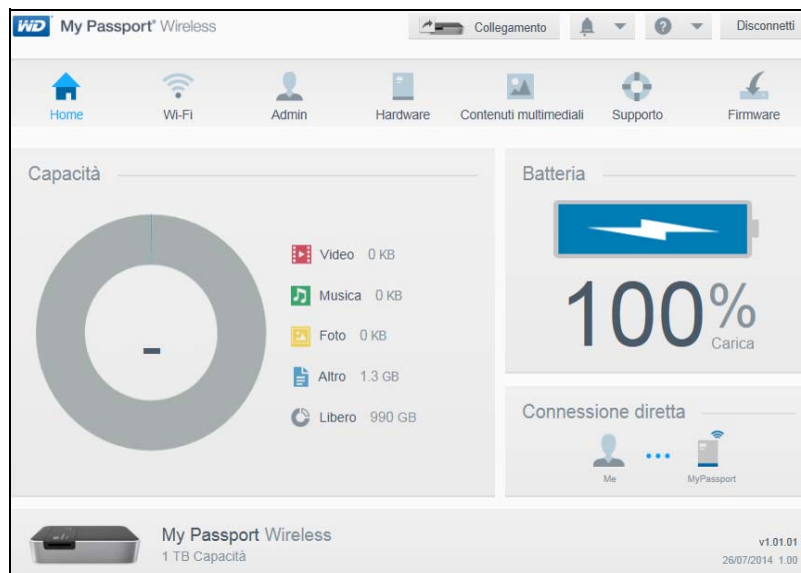 WD My Passport® Wireless
Collegamento
Disconnetti
Home
Wi-Fi
Admin
Hardware
Contenuti multimediali
Supporto
Firmware
Capacità
-
Video 0 KB
Musica 0 KB
Foto 0 KB
Altro 1.3 GB
Libero 990 GB
Batteria
100%
Carica
Connessione diretta
Me
MyPassport
My Passport Wireless
1 TB Capacità
v1.01.01
26/07/2014 1.00